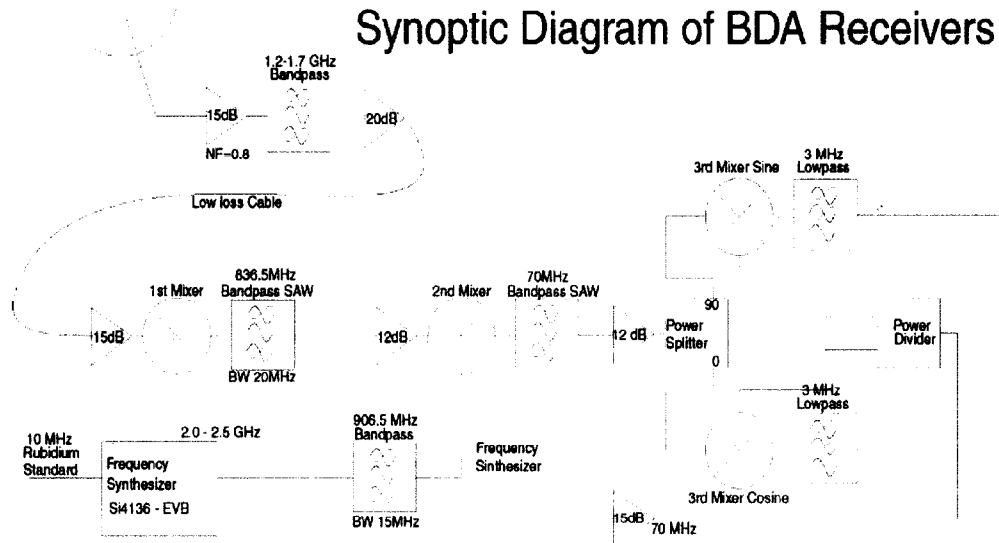 Synoptic Diagram of BDA Receivers
1.2-1.7 GHz
Bandpass
15dB
20dB
NF-0.8
Low loss Cable
3rd Mixer Sine
3 MHz
Lowpass
1st Mixer
836.5MHz
Bandpass SAW
2nd Mixer
70MHz
Bandpass SAW
15dB
12dB
12 dB
Power
Splitter
90
0
Power
Divider
BW 20MHz
3 MHz
Lowpass
10 MHz
Rubidium
Standard
2.0 - 2.5 GHz
Frequency
Synthesizer
Si4136 - EVB
906.5 MHz
Bandpass
BW 15MHz
Frequency
Sinthesizer
3rd Mixer Cosine
15dB
70 MHz